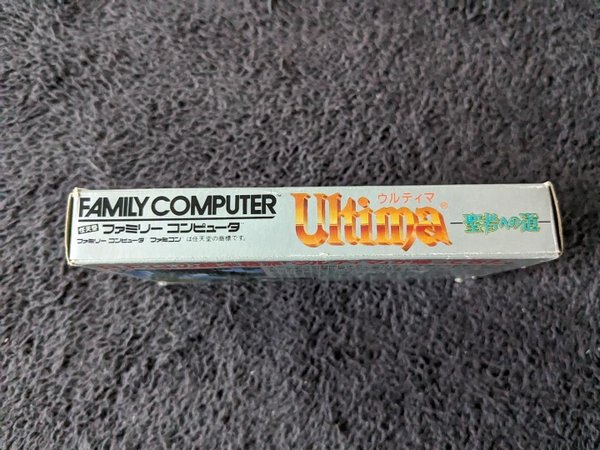 FAMILY COMPUTER™
任天堂 ファミリー コンピュータ
ファミリー コンピュータ ファミコン は任天堂の商標です。
ウルティマ
Ultima®
—聖者への道—